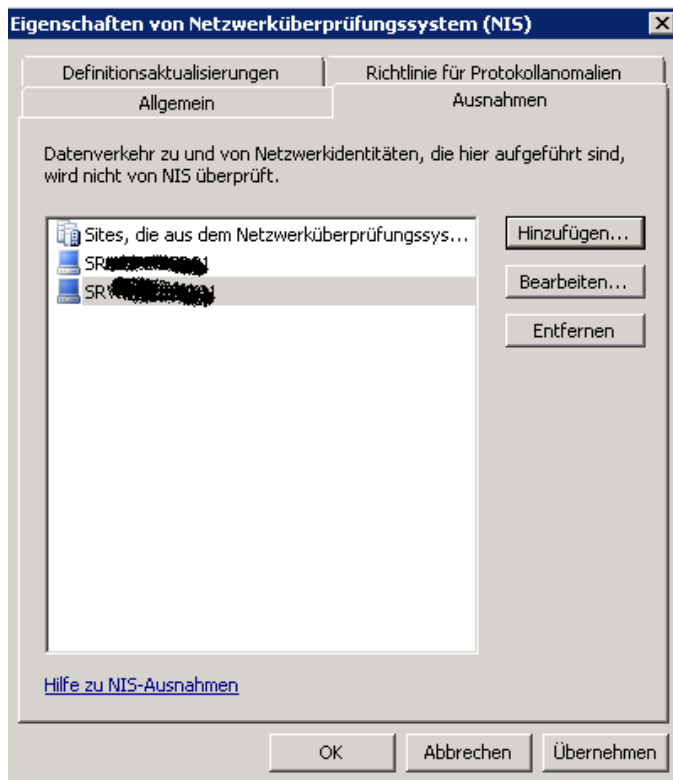 Eigenschaften von Netzwerküberprüfungssystem (NIS)
Definitionsaktualisierungen
Richtlinie für Protokollanomalien
Allgemein
Ausnahmen
Datenverkehr zu und von Netzwerkidentitäten, die hier aufgeführt sind,
wird nicht von NIS überprüft.
Sites, die aus dem Netzwerküberprüfungssys...
Hinzufügen...
Bearbeiten...
Entfernen
Hilfe zu NIS-Ausnahmen
OK
Abbrechen
Übernehmen